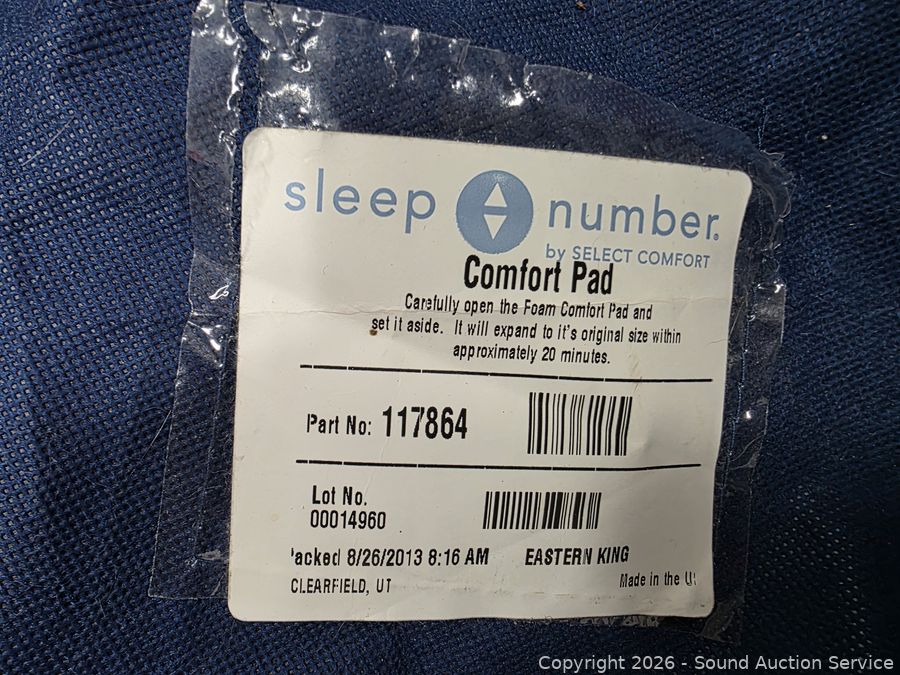 sleep number.
by SELECT COMFORT
Comfort Pad
Carefully open the Foam Comfort Pad and
set it aside. It will expand to it's original size within
approximately 20 minutes.
Part No: 117864
Lot No.
00014960
'acked 8/26/2013 8:16 AM EASTERN KING
CLEARFIELD, UT
Made in the U
Copyright 2026 - Sound Auction Service